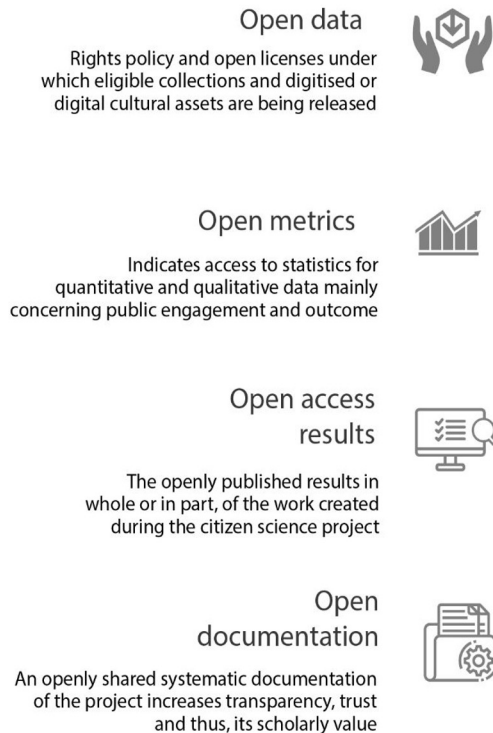 Open data
Rights policy and open licenses under
which eligible collections and digitised or
digital cultural assets are being released
Open metrics
Indicates access to statistics for
quantitative and qualitative data mainly
concerning public engagement and outcome
Open access
results
The openly published results in
whole or in part, of the work created
during the citizen science project
Open
documentation
An openly shared systematic documentation
of the project increases transparency, trust
and thus, its scholarly value